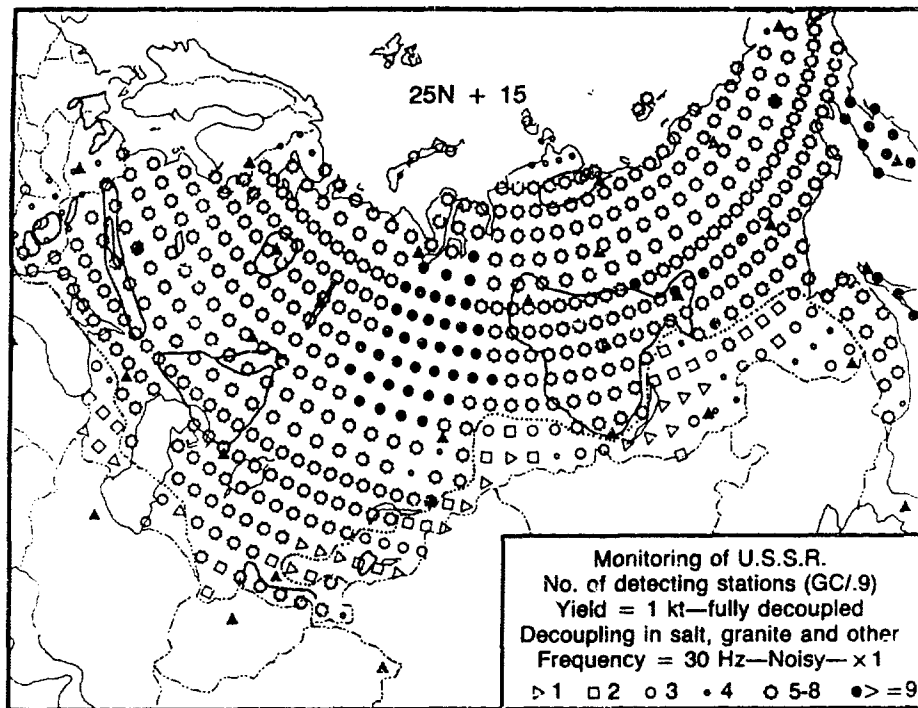 25N + 15
Monitoring of U.S.S.R.
No. of detecting stations (GC/.9)
Yield = 1 kt—fully decoupled
Decoupling in salt, granite and other
Frequency = 30 Hz—Noisy—×1
▷ 1 □ 2 ○ 3 • 4 ○ 5-8 ●> =9